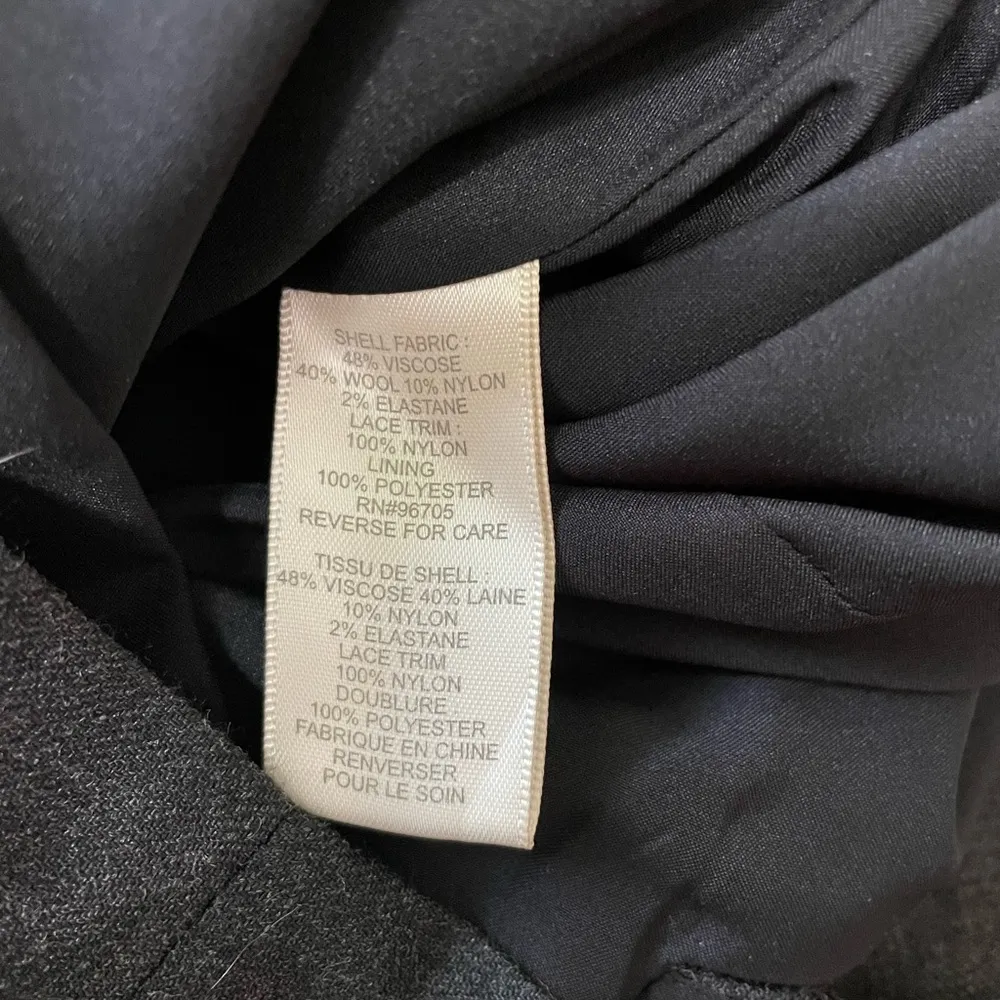 SHELL FABRIC :
48% VISCOSE
40% WOOL 10% NYLON
2% ELASTANE
LACE TRIM :
100% NYLON
LINING
100% POLYESTER
RN#96705
REVERSE FOR CARE
TISSU DE SHELL :
48% VISCOSE 40% LAINE
10% NYLON
2% ELASTANE
LACE TRIM
100% NYLON
DOUBLURE
100% POLYESTER
FABRIQUE EN CHINE
RENVERSER
POUR LE SOIN